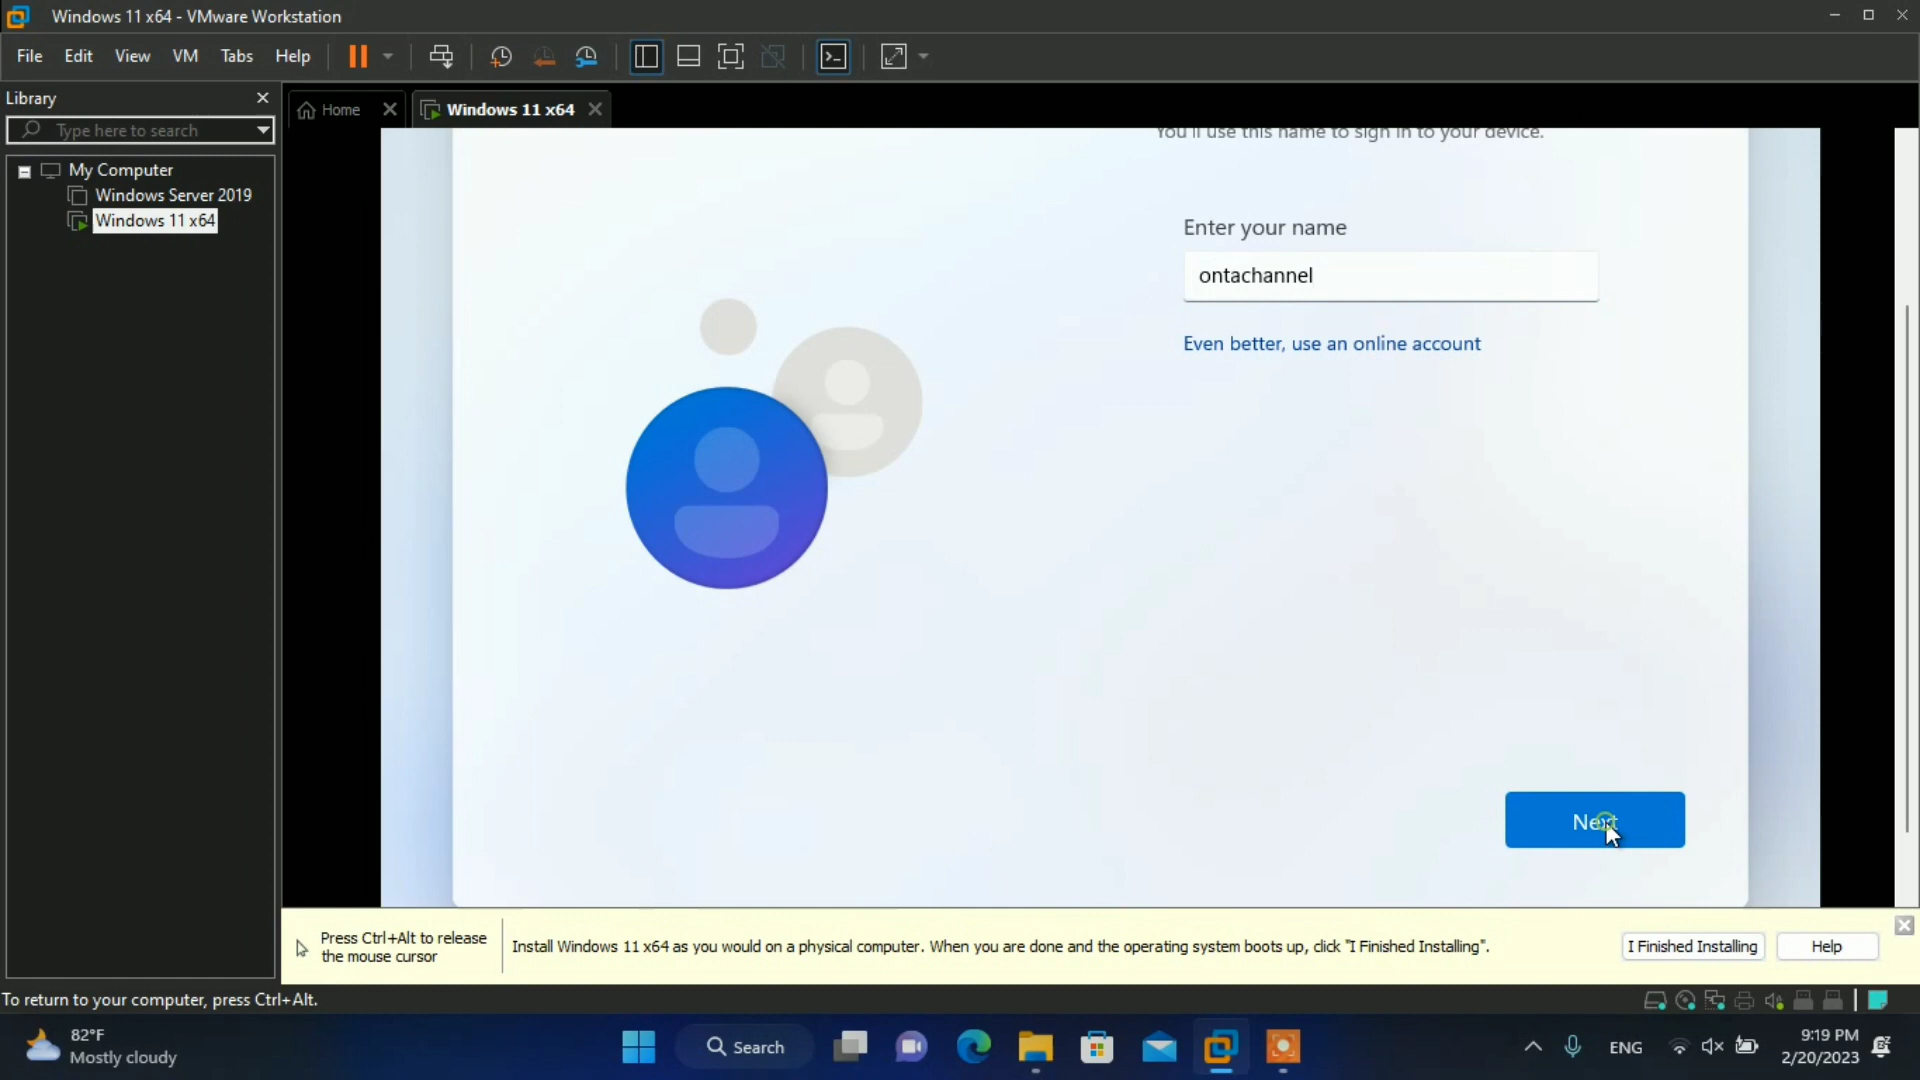 Windows 11 x64 - VMware Workstation
File Edit View VM Tabs Help
Library
Type here to search
My Computer
Windows Server 2019
Windows 11 x64
Home
Windows 11 x64
You'll use this name to sign in to your device.
Enter your name
ontachannel
Even better, use an online account
Next
Press Ctrl+Alt to release
the mouse cursor
Install Windows 11 x64 as you would on a physical computer. When you are done and the operating system boots up, click "I Finished Installing".
I Finished Installing
Help
To return to your computer, press Ctrl+Alt.
82°F
Mostly cloudy
Search
ENG
9:19 PM
2/20/2023